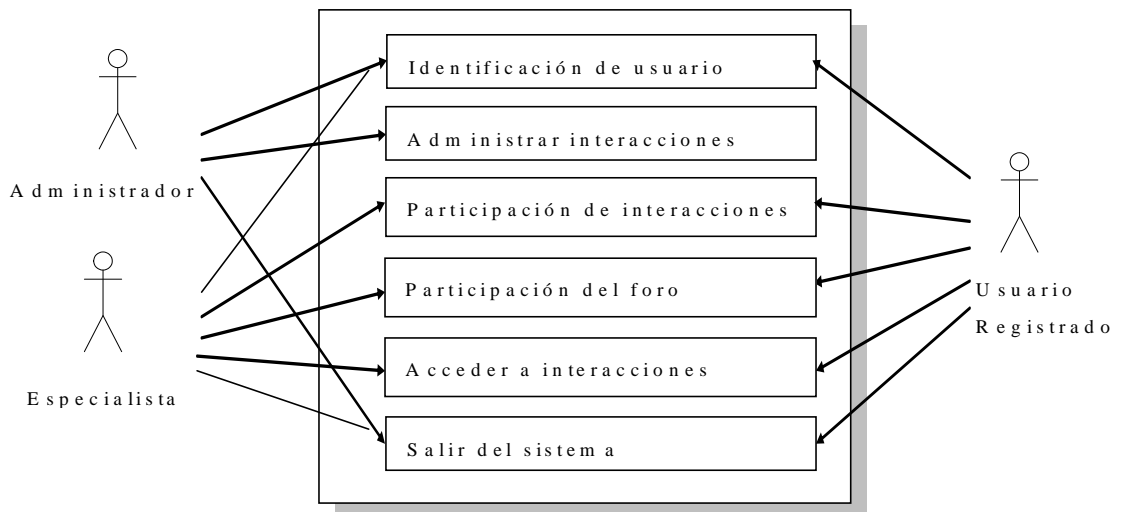 Identificación de usuario
Administrar interacciones
Administrador
Participación de interacciones
Participación del foro
Usuario
Registrado
Acceder a interacciones
Especialista
Salir del sistema